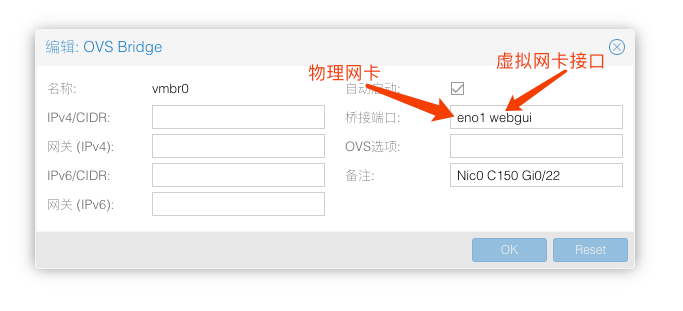 编辑: OVS Bridge
物理网卡
虚拟网卡接口
名称:
vmbr0
自动启动:
IPv4/CIDR:
桥接端口:
eno1 webgui
网关 (IPv4):
OVS选项:
IPv6/CIDR:
备注:
Nic0 C150 Gi0/22
网关 (IPv6):
OK
Reset